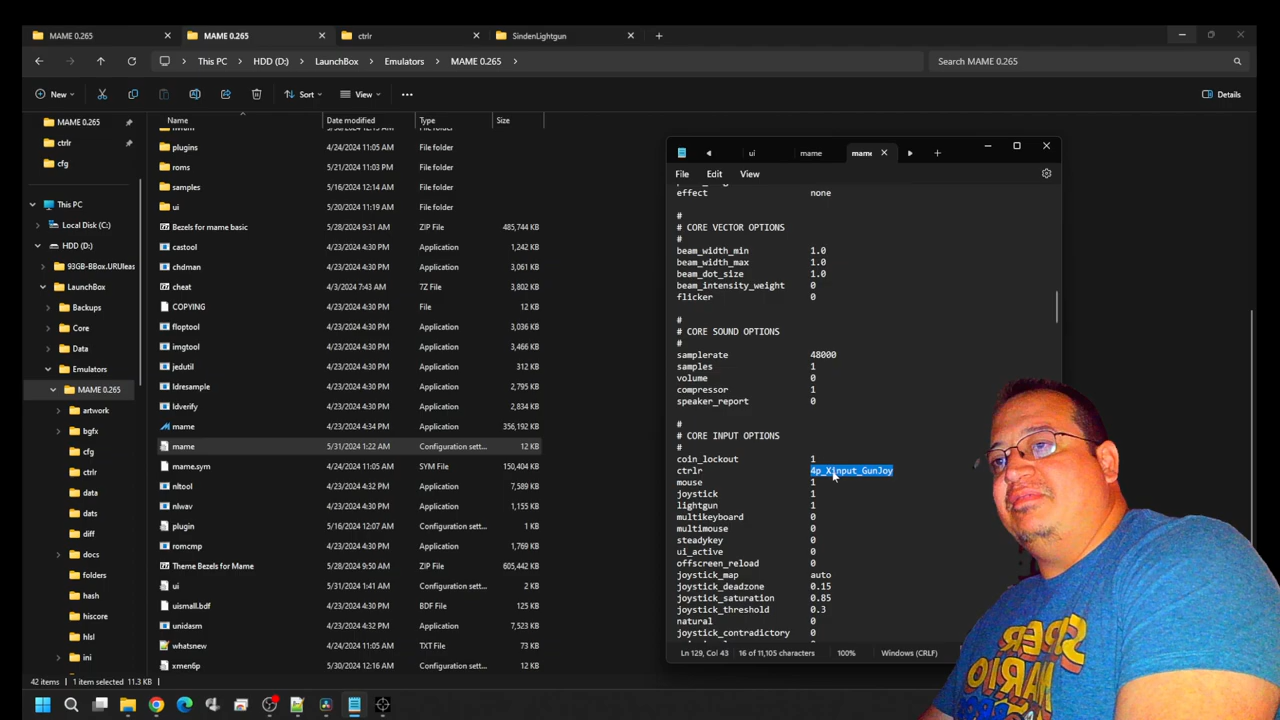 MAME 0.265
MAME 0.265
ctrlr
SindenLightgun
This PC > HDD (D:) > LaunchBox > Emulators > MAME 0.265 >
Search MAME 0.265
New
Sort
View
Details
Name Date modified Type Size
MAME 0.265
ctrlr
cfg
This PC
Local Disk (C:)
HDD (D:)
93GB-BBox.URUleas
LaunchBox
Backups
Core
Data
Emulators
MAME 0.265
artwork
bgfx
cfg
ctrlr
data
dats
diff
docs
folders
hash
hiscore
hlsl
ini
plugins 4/24/2024 11:05 AM File folder
roms 5/21/2024 11:03 PM File folder
samples 5/16/2024 12:14 AM File folder
ui 5/20/2024 11:19 AM File folder
Bezels for mame basic 5/28/2024 9:31 AM ZIP File 485,744 KB
castool 4/23/2024 4:30 PM Application 1,242 KB
chdman 4/23/2024 4:30 PM Application 3,061 KB
cheat 4/3/2024 7:43 AM 7Z File 3,802 KB
COPYING 4/23/2024 4:30 PM File 12 KB
floptool 4/23/2024 4:30 PM Application 3,036 KB
imgtool 4/23/2024 4:30 PM Application 3,466 KB
jedutil 4/23/2024 4:30 PM Application 312 KB
ldresample 4/23/2024 4:30 PM Application 2,795 KB
ldverify 4/23/2024 4:30 PM Application 2,834 KB
mame 4/23/2024 4:30 PM Application 356,192 KB
mame 5/31/2024 1:22 AM Configuration sett... 12 KB
mame.sym 4/24/2024 11:05 AM SYM File 150,404 KB
nltool 4/23/2024 4:30 PM Application 7,589 KB
nlwav 4/23/2024 4:30 PM Application 1,155 KB
plugin 5/16/2024 12:07 AM Configuration sett... 1 KB
romcmp 4/23/2024 4:30 PM Application 1,769 KB
Theme Bezels for Mame 5/28/2024 9:50 AM ZIP File 605,442 KB
ui 5/31/2024 1:41 AM Configuration sett... 2 KB
uismall.bdf 4/23/2024 4:30 PM BDF File 125 KB
unidasm 4/23/2024 4:30 PM Application 7,523 KB
whatsnew 4/24/2024 11:05 AM TXT File 73 KB
xmen6p 5/30/2024 12:16 AM Configuration sett... 2 KB
42 items 1 item selected 11.3 KB
ui
mame
mame
File Edit View
effect none
#
# CORE VECTOR OPTIONS
#
beam_width_min 1.0
beam_width_max 1.0
beam_dot_size 1.0
beam_intensity_weight 0
flicker 0
#
# CORE SOUND OPTIONS
#
samplerate 48000
samples 1
volume 0
compressor 1
speaker_report 0
#
# CORE INPUT OPTIONS
#
coin_lockout 1
ctrlr 4p_Xinput_GunJoy
mouse 1
joystick 1
lightgun 1
multikeyboard 0
multimouse 0
steadykey 0
ui_active 0
offscreen_reload 0
joystick_map auto
joystick_deadzone 0.15
joystick_saturation 0.85
joystick_threshold 0.3
natural 0
joystick_contradictory 0
Ln 129, Col 43 16 of 11,105 characters 100% Windows (CRLF)
SUPER
MARIO